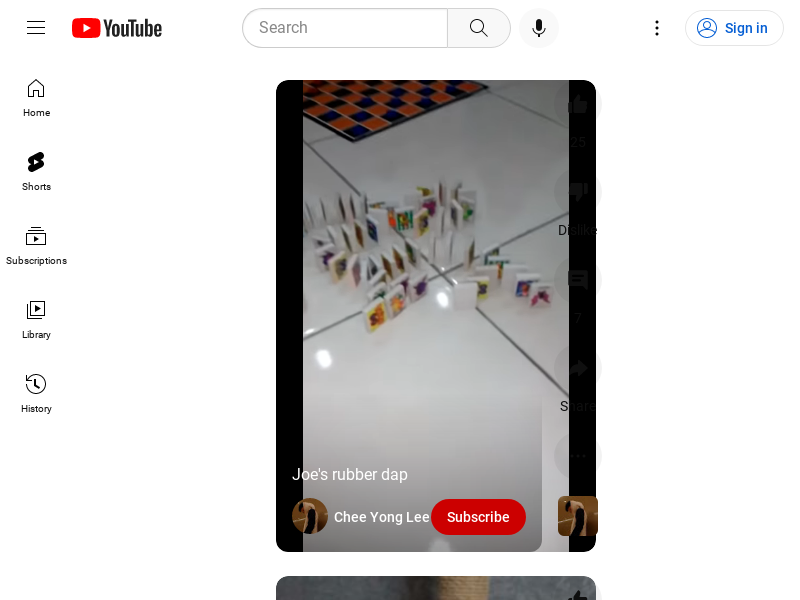 YouTube
Search
Sign in
Home
Shorts
Subscriptions
Library
History
25
Dislike
7
Share
Joe's rubber dap
Chee Yong Lee
Subscribe